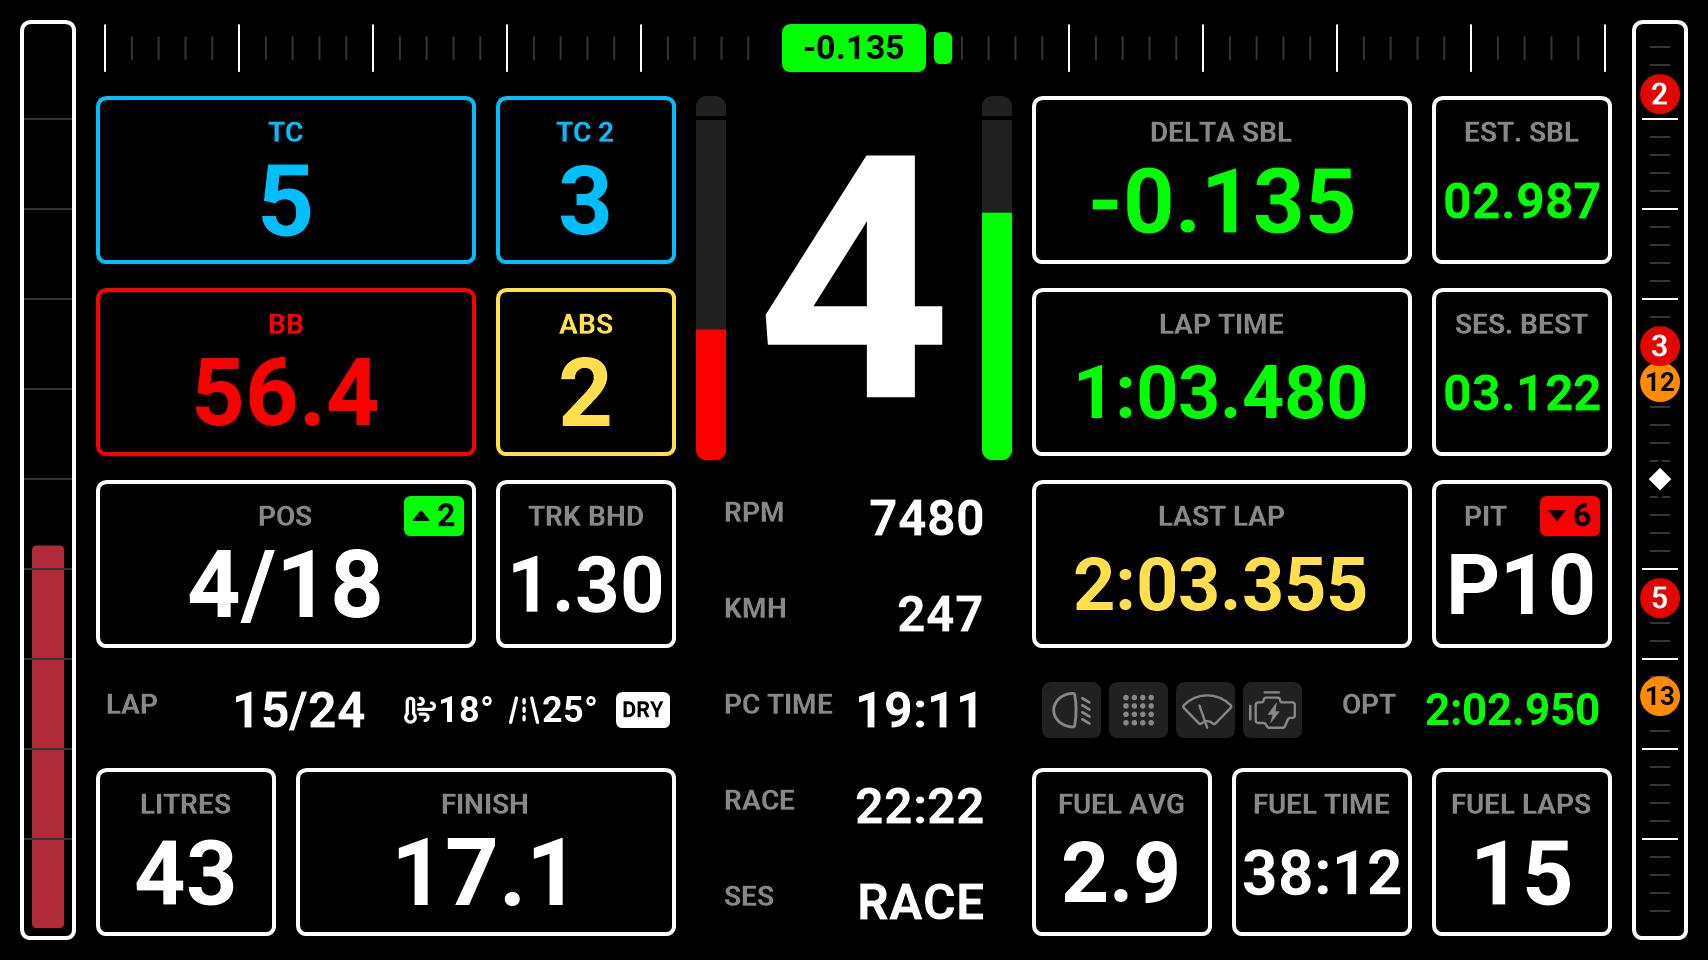 -0.135
TC
5
TC 2
3
4
DELTA SBL
-0.135
EST. SBL
02.987
2
BB
56.4
ABS
2
LAP TIME
1:03.480
SES. BEST
03.122
3
12
POS
2
4/18
TRK BHD
1.30
RPM 7480
KMH 247
LAST LAP
2:03.355
PIT
6
P10
5
LAP 15/24 18° 25° DRY
PC TIME 19:11
OPT 2:02.950
13
LITRES
43
FINISH
17.1
RACE 22:22
SES RACE
FUEL AVG
2.9
FUEL TIME
38:12
FUEL LAPS
15